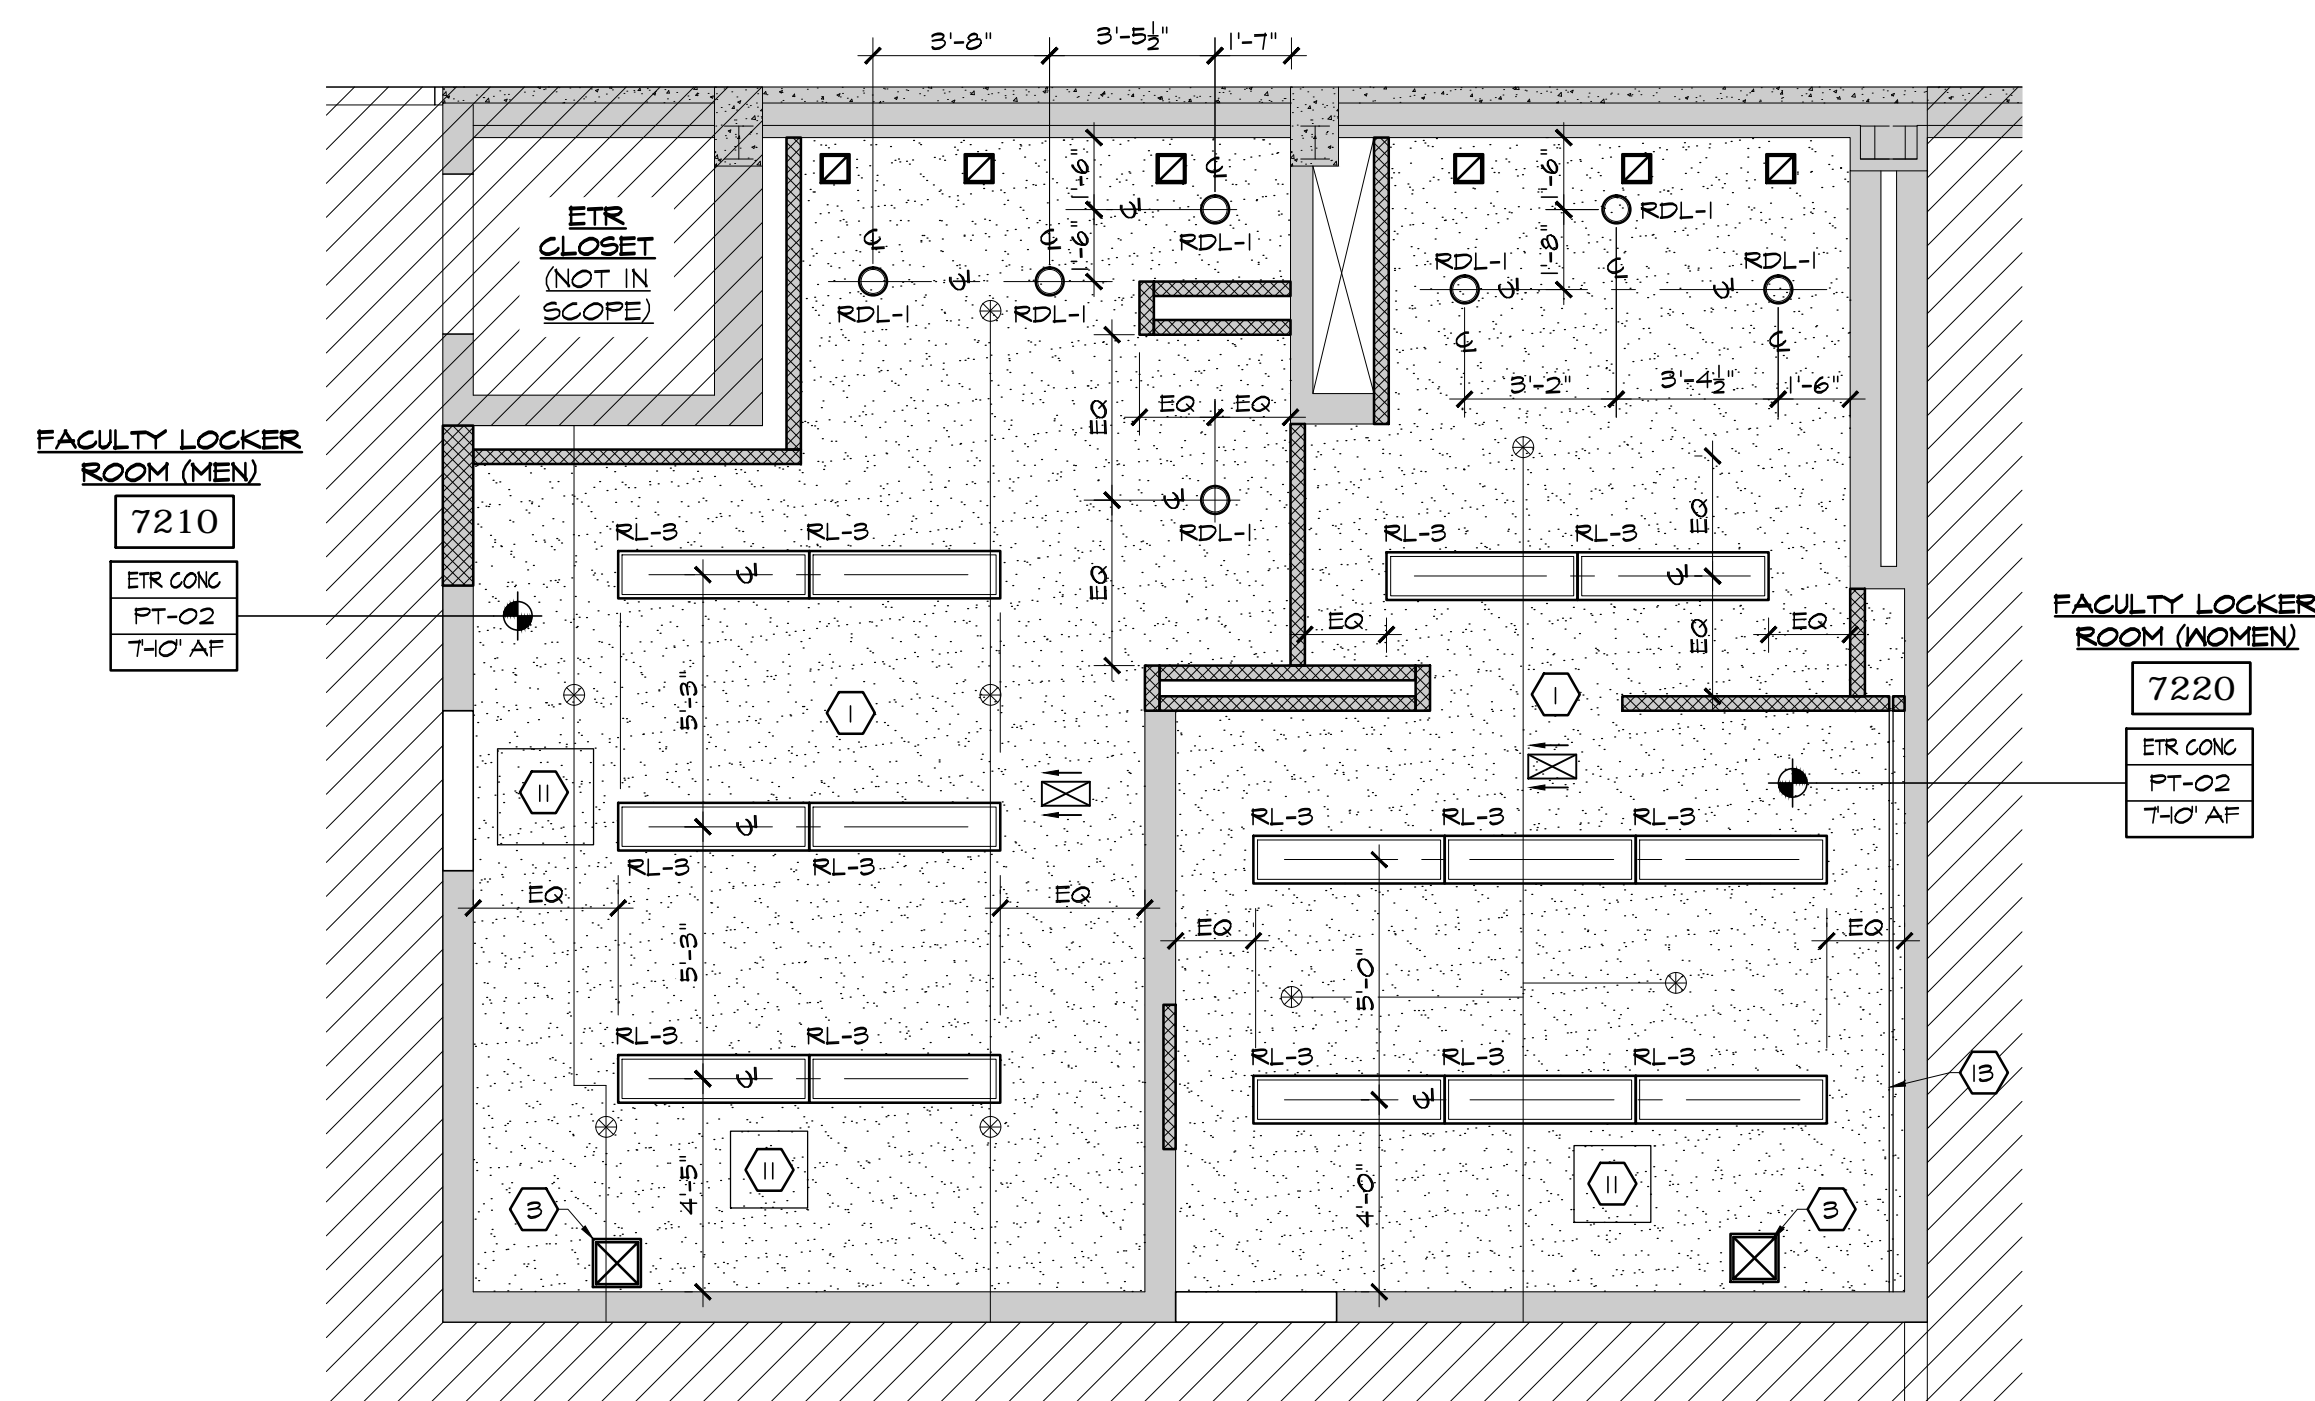 3'-8"
3'-5½"
1'-7"
ETR
CLOSET
(NOT IN
SCOPE)
1'-6"
1'-6"
RDL-1
RDL-1
RDL-1
1'-6"
1'-8"
RDL-1
RDL-1
RDL-1
3'-2"
3'-4½"
1'-6"
EQ
EQ
EQ
FACULTY LOCKER
ROOM (MEN)
7210
ETR CONC
PT-02
7'-10" AF
RL-3
RL-3
RDL-1
EQ
RL-3
RL-3
EQ
EQ
EQ
EQ
FACULTY LOCKER
ROOM (WOMEN)
7220
ETR CONC
PT-02
7'-10" AF
5'-3"
1
1
11
RL-3
RL-3
RL-3
RL-3
RL-3
EQ
EQ
EQ
EQ
5'-3"
5'-0"
RL-3
RL-3
RL-3
RL-3
RL-3
13
4'-5"
11
4'-0"
11
3
3